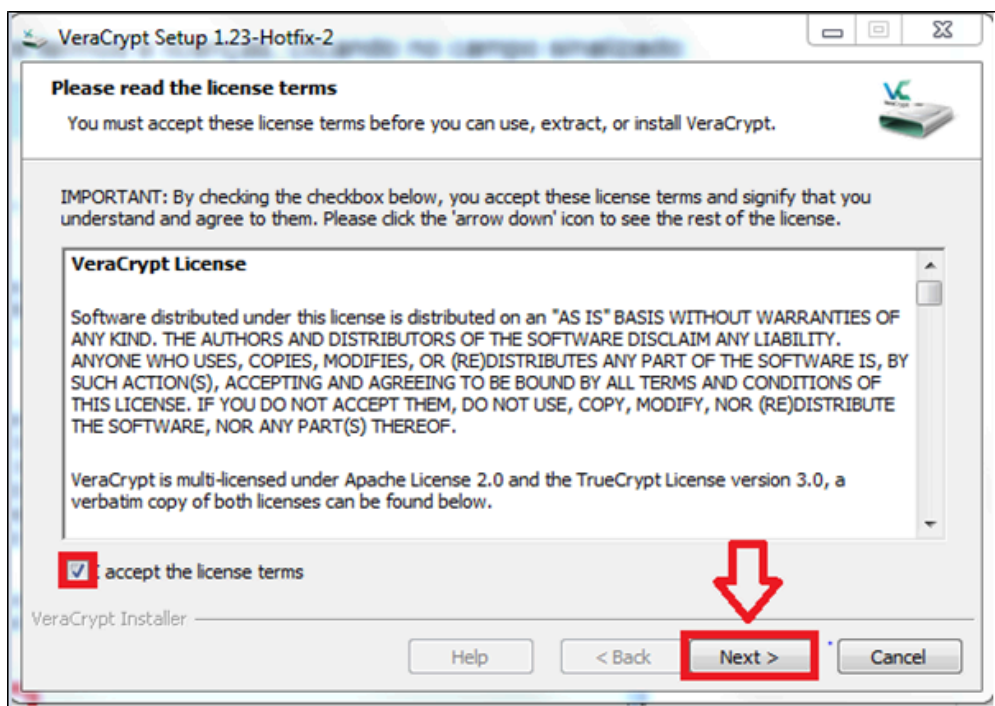 VeraCrypt Setup 1.23-Hotfix-2
Please read the license terms
You must accept these license terms before you can use, extract, or install VeraCrypt.
IMPORTANT: By checking the checkbox below, you accept these license terms and signify that you
understand and agree to them. Please click the 'arrow down' icon to see the rest of the license.
VeraCrypt License
Software distributed under this license is distributed on an "AS IS" BASIS WITHOUT WARRANTIES OF
ANY KIND. THE AUTHORS AND DISTRIBUTORS OF THE SOFTWARE DISCLAIM ANY LIABILITY.
ANYONE WHO USES, COPIES, MODIFIES, OR (RE)DISTRIBUTES ANY PART OF THE SOFTWARE IS, BY
SUCH ACTION(S), ACCEPTING AND AGREEING TO BE BOUND BY ALL TERMS AND CONDITIONS OF
THIS LICENSE. IF YOU DO NOT ACCEPT THEM, DO NOT USE, COPY, MODIFY, NOR (RE)DISTRIBUTE
THE SOFTWARE, NOR ANY PART(S) THEREOF.
VeraCrypt is multi-licensed under Apache License 2.0 and the TrueCrypt License version 3.0, a
verbatim copy of both licenses can be found below.
accept the license terms
VeraCrypt Installer
Help
< Back
Next >
Cancel